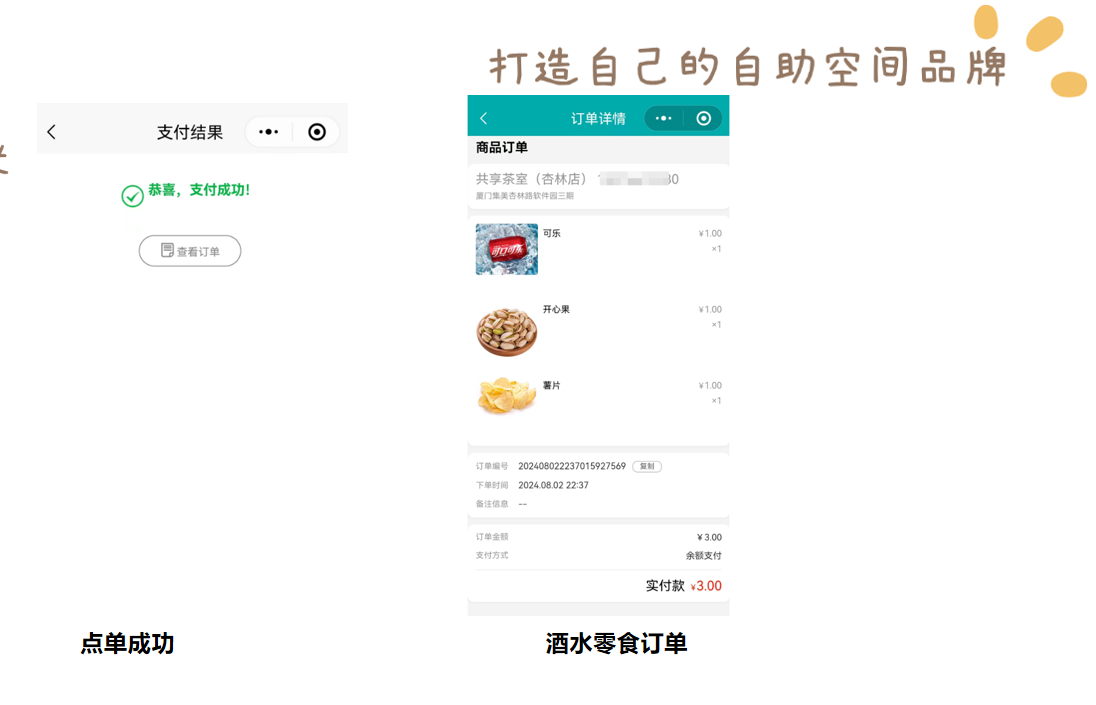 打造自己的自助空间品牌
支付结果
恭喜，支付成功！
查看订单
点单成功
订单详情
商品订单
共享茶室（杏林店） 1 80
厦门集美杏林路软件园三期
可口可乐
可乐 ￥1.00
×1
开心果 ￥1.00
×1
薯片 ￥1.00
×1
订单编号 202408022237015927569 复制
下单时间 2024.08.02 22:37
备注信息 --
订单金额 ￥3.00
支付方式 余额支付
实付款 ￥3.00
酒水零食订单